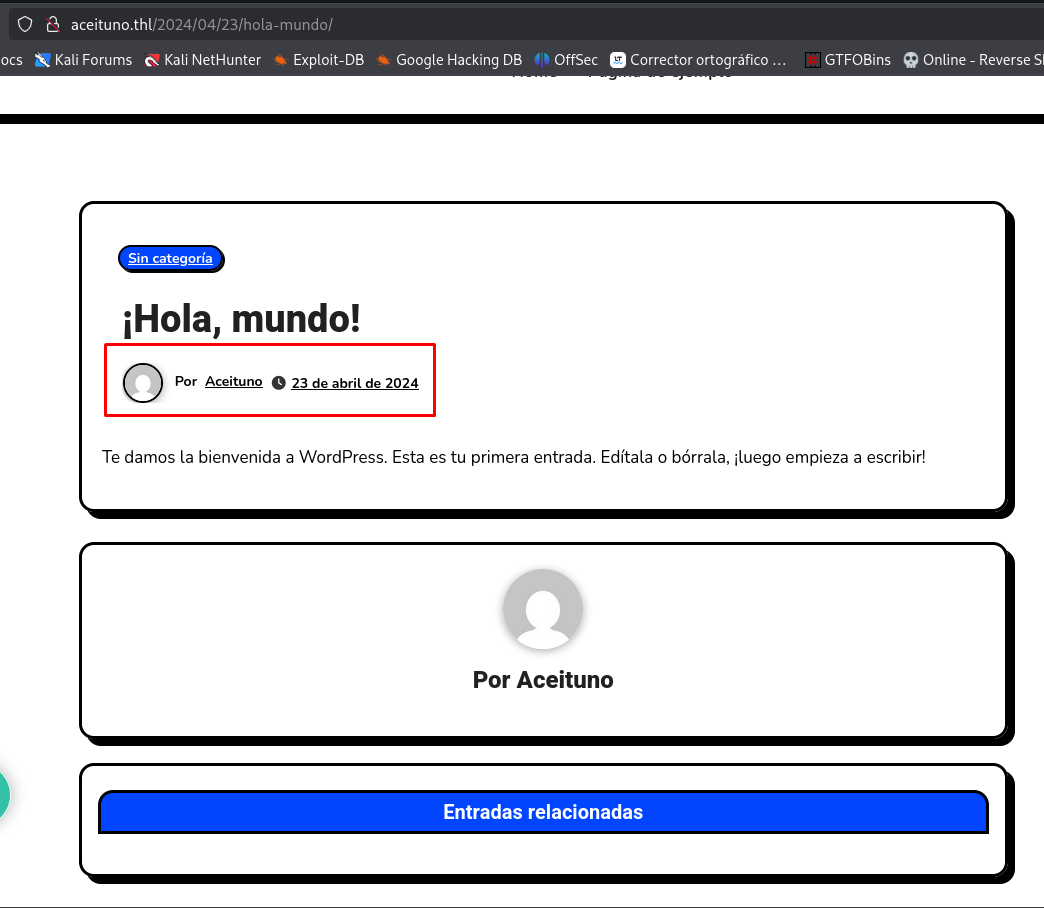 aceituno.thl/2024/04/23/hola-mundo/
ocs Kali Forums Kali NetHunter Exploit-DB Google Hacking DB OffSec Corrector ortográfico … GTFOBins Online - Reverse S
Sin categoría
¡Hola, mundo!
Por Aceituno 23 de abril de 2024
Te damos la bienvenida a WordPress. Esta es tu primera entrada. Edítala o bórrala, ¡luego empieza a escribir!
Por Aceituno
Entradas relacionadas